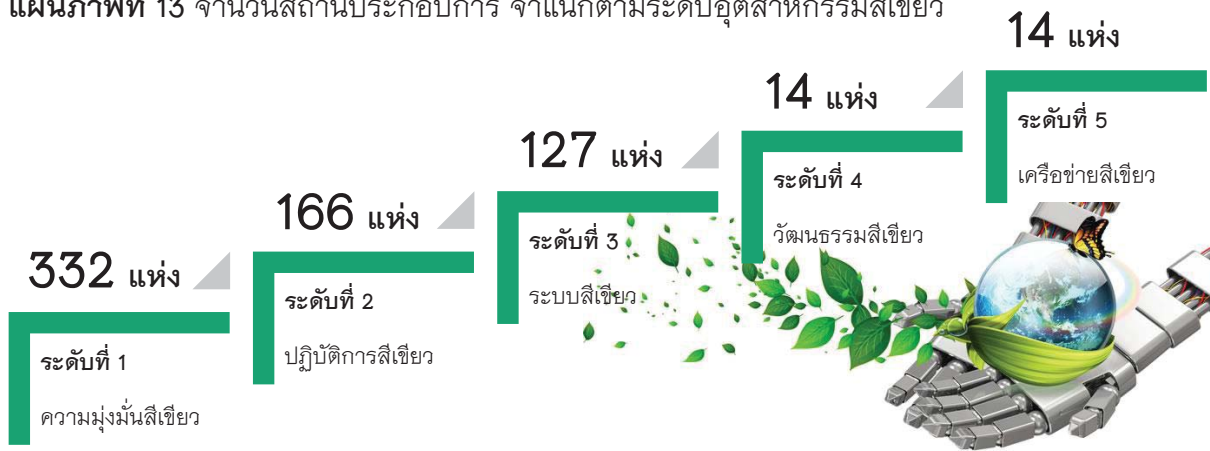 แผนภาพที่ 13 จำนวนสถานประกอบการ จำแนกตามระดับอุตสาหกรรมสีเขียว
332 แห่ง
ระดับที่ 1
ความมุ่งมั่นสีเขียว
166 แห่ง
ระดับที่ 2
ปฏิบัติการสีเขียว
127 แห่ง
ระดับที่ 3
ระบบสีเขียว
14 แห่ง
ระดับที่ 4
วัฒนธรรมสีเขียว
14 แห่ง
ระดับที่ 5
เครือข่ายสีเขียว